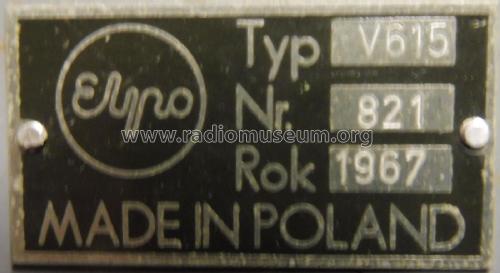 Elpo
Typ V615
Nr. 821
www.radiomuseum.org
Rok 1967
MADE IN POLAND